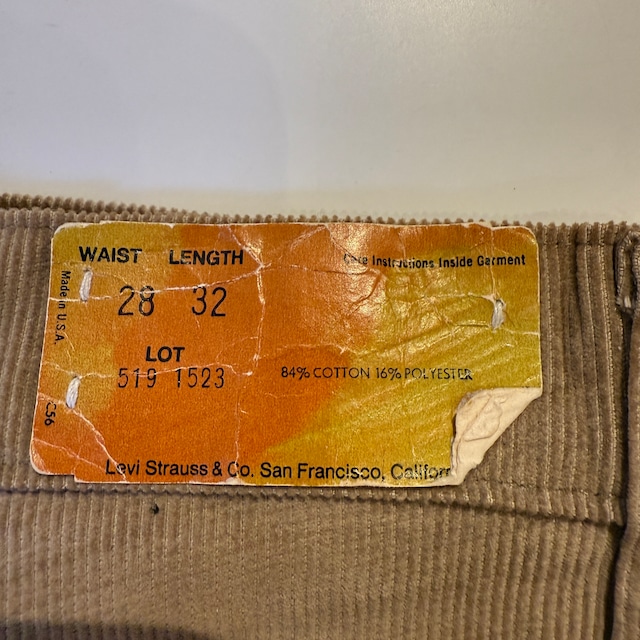 WAIST LENGTH
Care Instructions Inside Garment
Made in U.S.A.
28 32
LOT
519 1523
84% COTTON 16% POLYESTER
Levi Strauss & Co. San Francisco, Califor